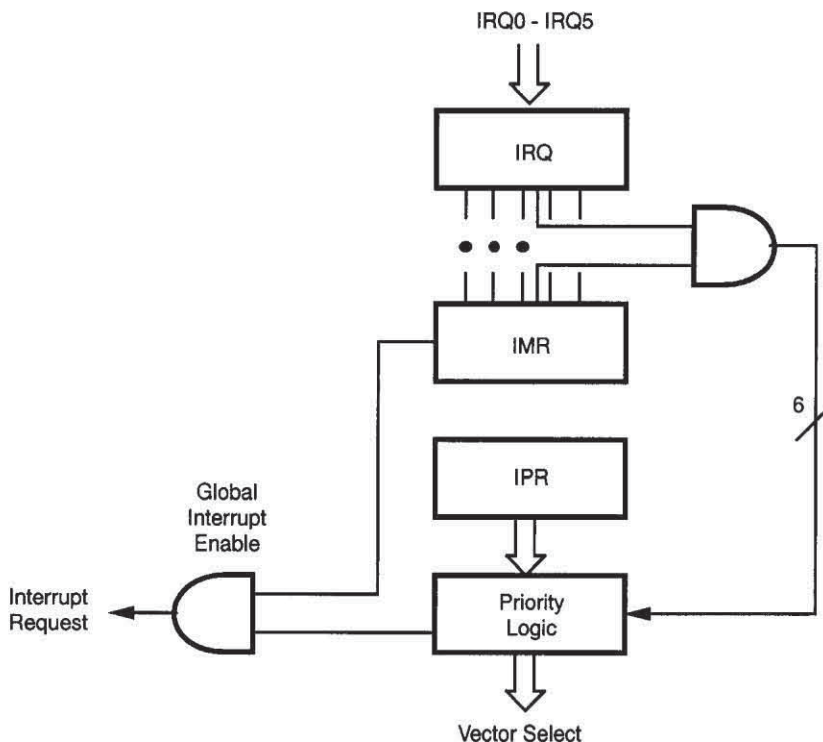 IRQ0 - IRQ5
IRQ
IMR
6
IPR
Global
Interrupt
Enable
Interrupt
Request
Priority
Logic
Vector Select